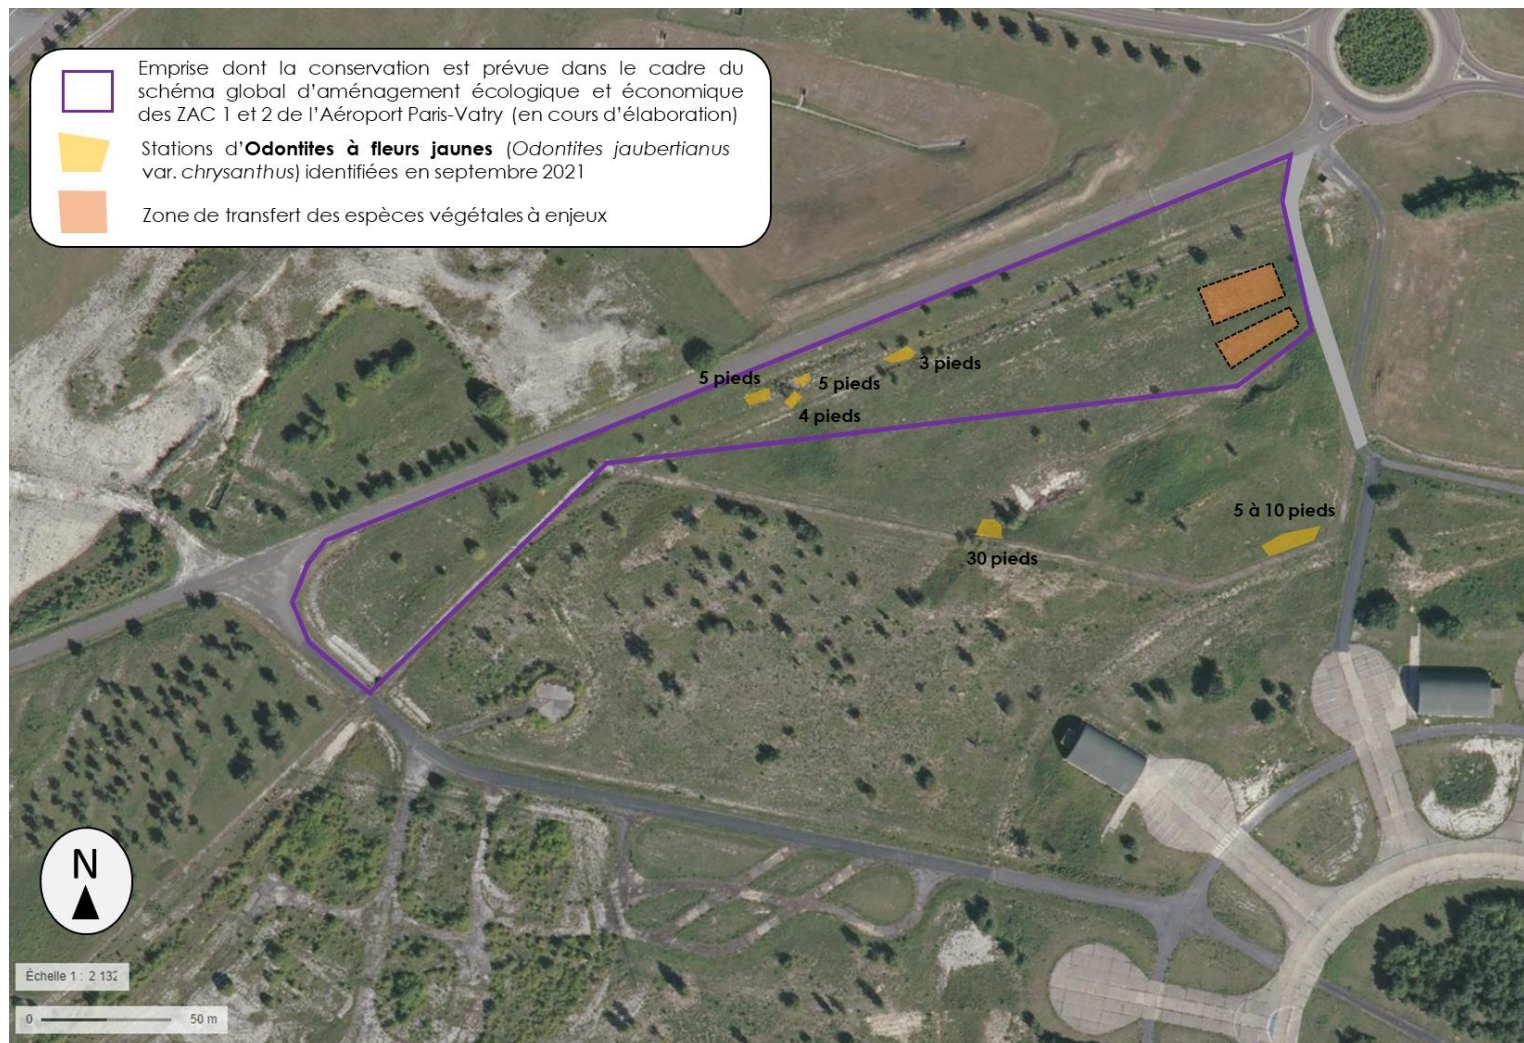 Emprise dont la conservation est prévue dans le cadre du
schéma global d'aménagement écologique et économique
des ZAC 1 et 2 de l'Aéroport Paris-Vatry (en cours d'élaboration)
Stations d'Odontites à fleurs jaunes (Odontites jaubertianus
var. chrysanthus) identifiées en septembre 2021
Zone de transfert des espèces végétales à enjeux
3 pieds
5 pieds
5 pieds
4 pieds
5 à 10 pieds
30 pieds
N
Échelle 1 : 2 132
0 50 m